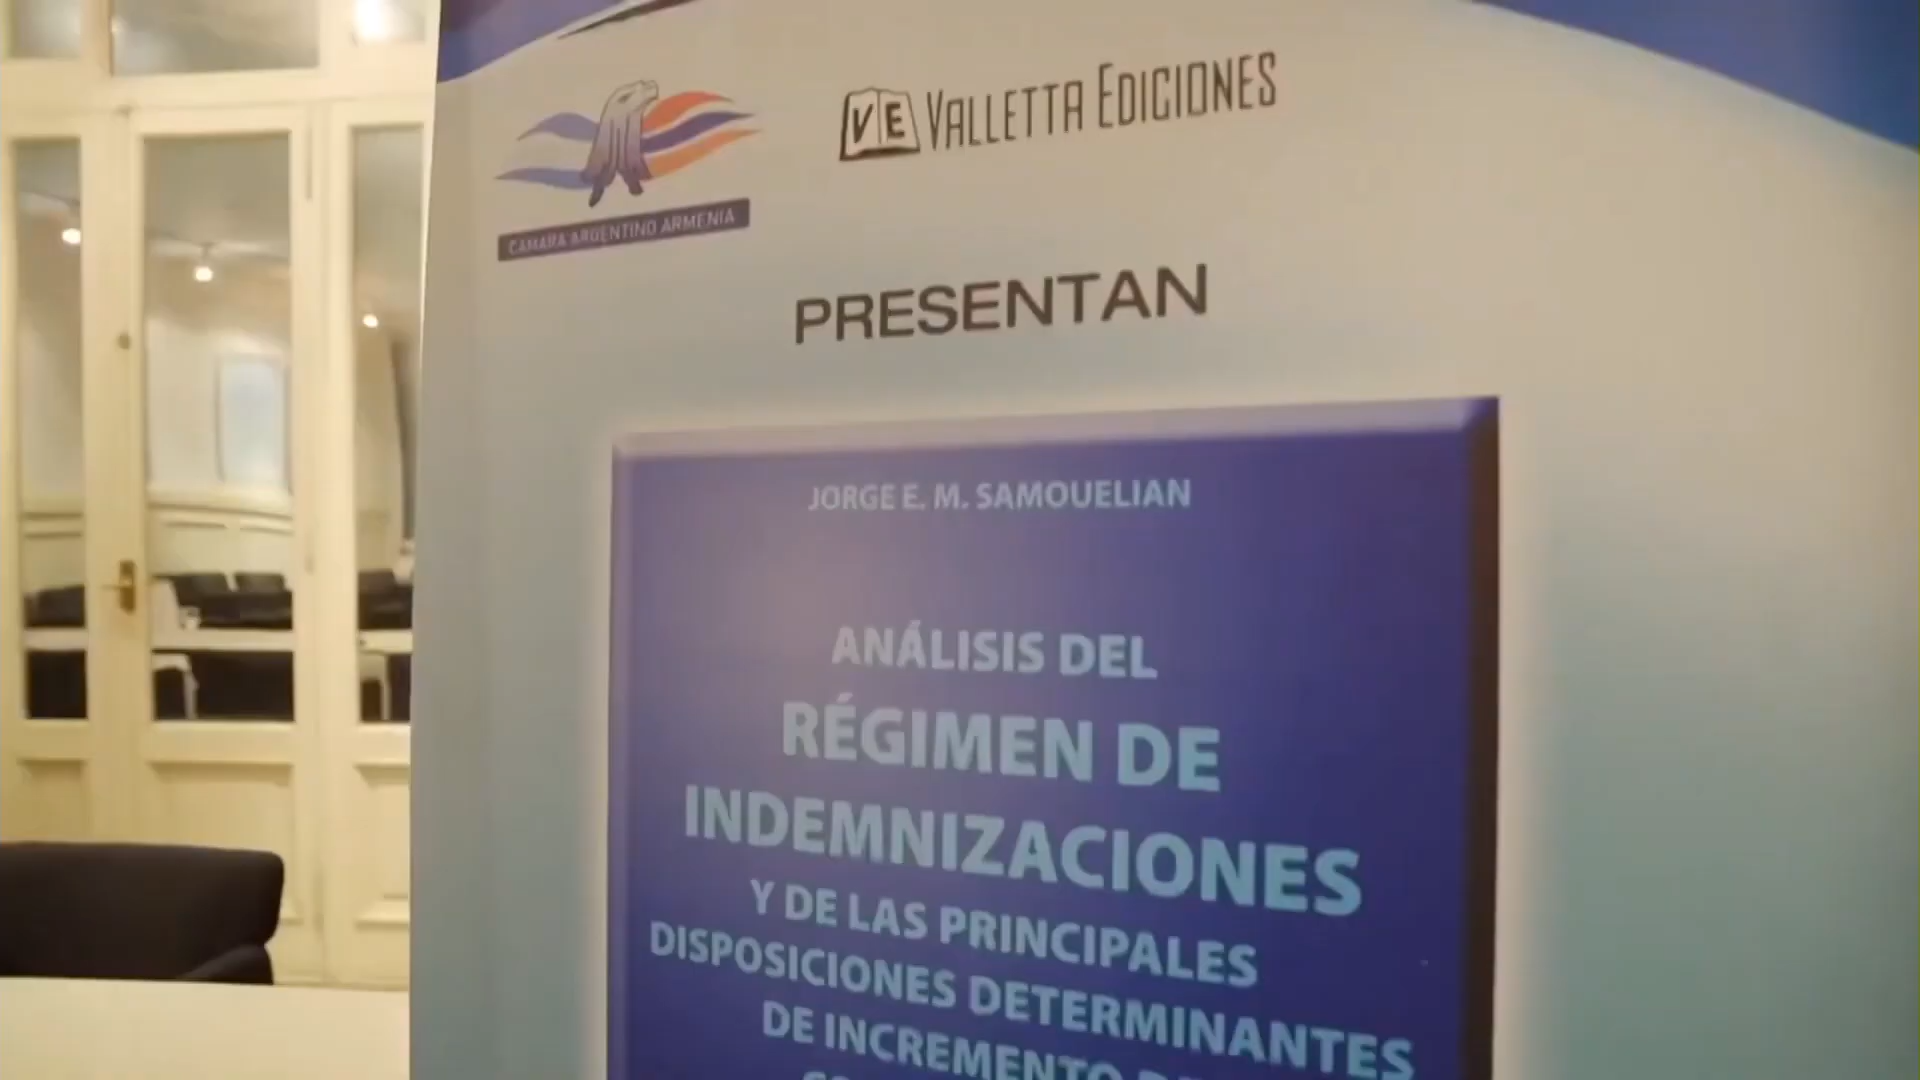 CAMARA ARGENTINO ARMENIA
VE VALLETTA EDICIONES
PRESENTAN
JORGE E. M. SAMOUELIAN
ANÁLISIS DEL
RÉGIMEN DE
INDEMNIZACIONES
Y DE LAS PRINCIPALES
DISPOSICIONES DETERMINANTES
DE INCREMENTO